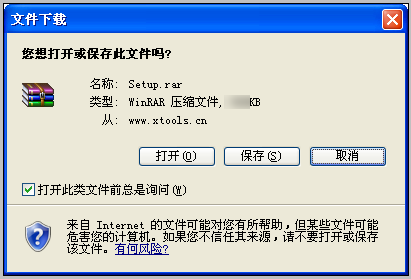 文件下载
您想打开或保存此文件吗?
名称: Setup.rar
类型: WinRAR 压缩文件, KB
从: www.xtools.cn
打开(O)
保存(S)
取消
打开此类文件前总是询问(W)
来自 Internet 的文件可能对您有所帮助,但某些文件可能
危害您的计算机。如果您不信任其来源,请不要打开或保存
该文件。有何风险?